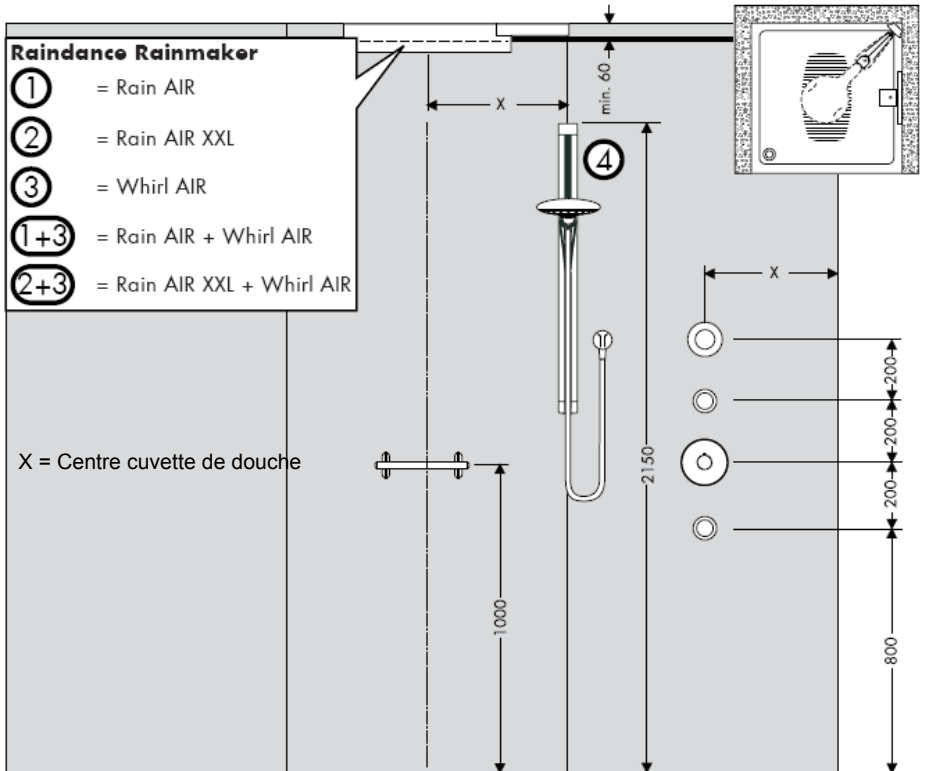 Raindance Rainmaker
1 = Rain AIR
2 = Rain AIR XXL
3 = Whirl AIR
1+3 = Rain AIR + Whirl AIR
2+3 = Rain AIR XXL + Whirl AIR
min. 60
X
4
X
200
200
200
X = Centre cuvette de douche
2150
1000
800